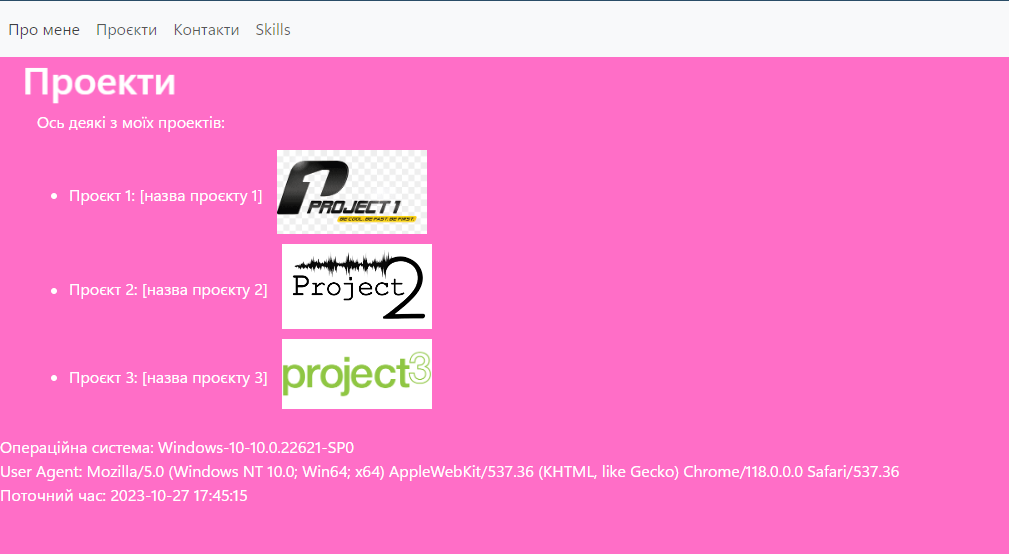 Про мене Проєкти Контакти Skills
Проекти
Ось деякі з моїх проектів:
Проєкт 1: [назва проєкту 1]
PROJECT 1
BE COOL. BE FAST. BE FIRST.
Проєкт 2: [назва проєкту 2]
Project 2
Проєкт 3: [назва проєкту 3]
project3
Операційна система: Windows-10-10.0.22621-SP0
User Agent: Mozilla/5.0 (Windows NT 10.0; Win64; x64) AppleWebKit/537.36 (KHTML, like Gecko) Chrome/118.0.0.0 Safari/537.36
Поточний час: 2023-10-27 17:45:15